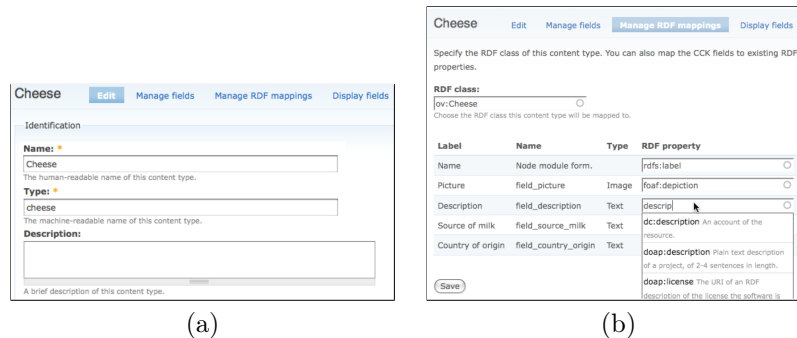 Cheese Edit Manage fields Manage RDF mappings Display fields
Identification
Name: *
Cheese
The human-readable name of this content type.
Type: *
cheese
The machine-readable name of this content type.
Description:
A brief description of this content type.
(a)
Cheese Edit Manage fields Manage RDF mappings Display fields
Specify the RDF class of this content type. You can also map the CCK fields to existing RDF
properties.
RDF class:
ov:Cheese
Choose the RDF class this content type will be mapped to.
Label Name Type RDF property
Name Node module form. rdfs:label
Picture field_picture Image foaf:depiction
Description field_description Text descrip
Source of milk field_source_milk Text
Country of origin field_country_origin Text
dc:description An account of the
resource.
doap:description Plain text description
of a project, of 2-4 sentences in length.
doap:license The URI of an RDF
description of the license the software is
Save
(b)